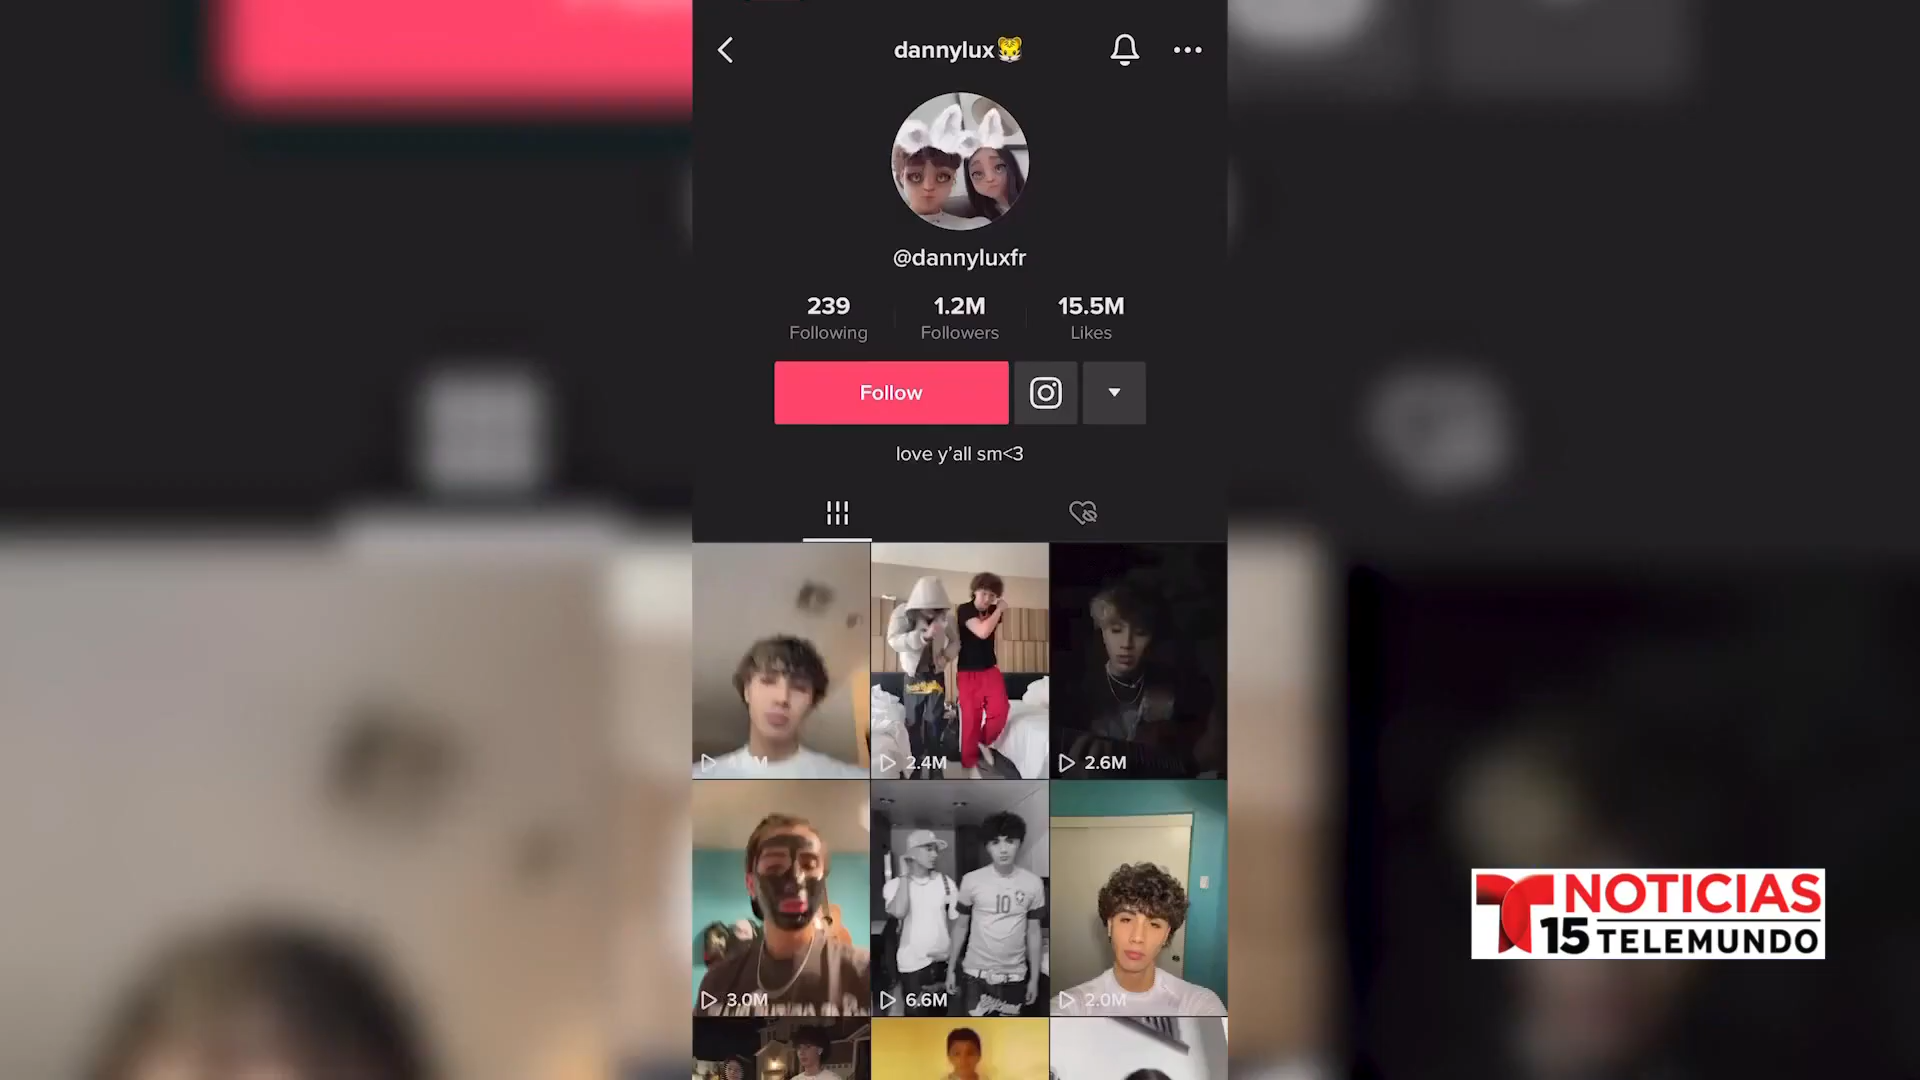 dannylux🐯
@dannyluxfr
239 1.2M 15.5M
Following Followers Likes
Follow
love y'all sm<3
2.4M 2.6M
10
3.0M 6.6M 2.0M
NOTICIAS
15 TELEMUNDO